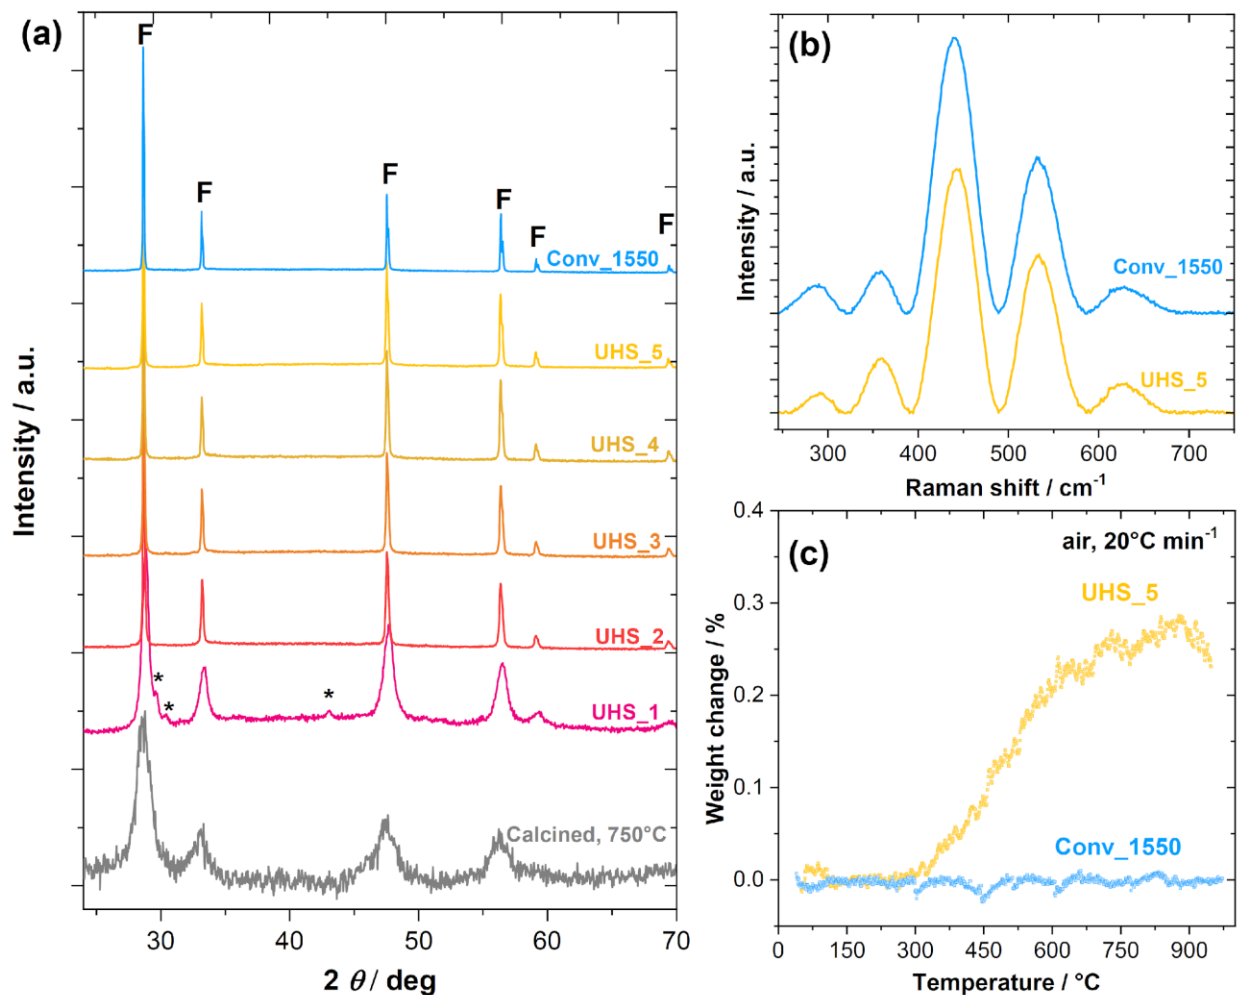 (a)
F
F
F
F
F
F
Conv_1550
UHS_5
UHS_4
UHS_3
UHS_2
*
*
*
UHS_1
Calcined, 750°C
Intensity / a.u.
30
40
50
60
70
2 θ / deg
(b)
Conv_1550
UHS_5
Intensity / a.u.
300
400
500
600
700
Raman shift / cm-1
(c)
air, 20°C min-1
UHS_5
Conv_1550
Weight change / %
0.4
0.3
0.2
0.1
0.0
0
150
300
450
600
750
900
Temperature / °C